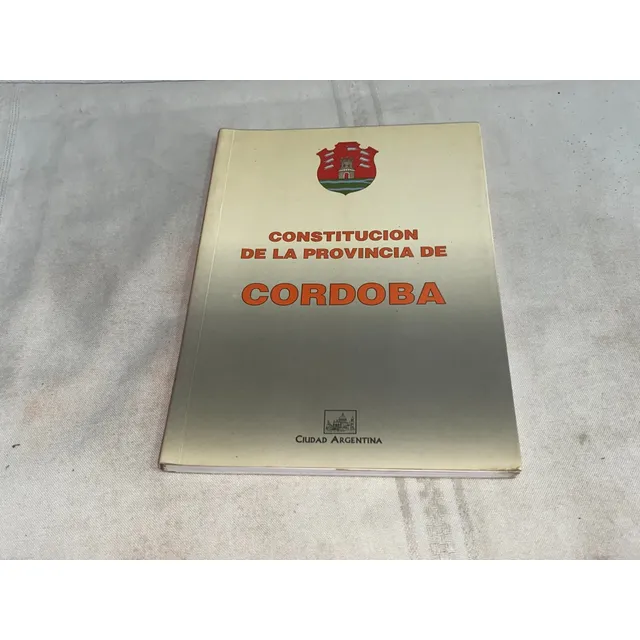 CONSTITUCION
DE LA PROVINCIA DE
CORDOBA
CIUDAD ARGENTINA